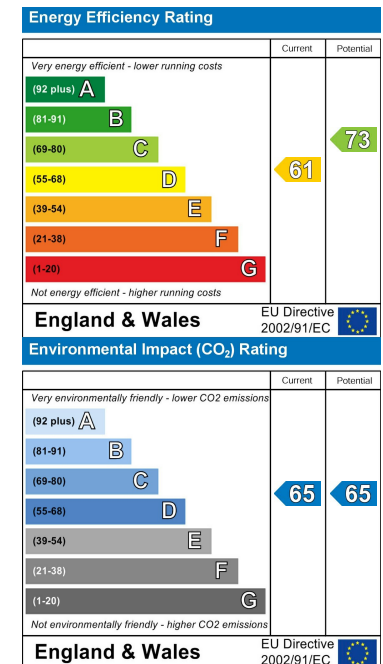 Energy Efficiency Rating
Current Potential
Very energy efficient - lower running costs
(92 plus) A
(81-91) B
(69-80) C
73
(55-68) D
61
(39-54) E
(21-38) F
(1-20) G
Not energy efficient - higher running costs
England & Wales
EU Directive
2002/91/EC
Environmental Impact (CO₂) Rating
Current Potential
Very environmentally friendly - lower CO2 emissions
(92 plus) A
(81-91) B
(69-80) C
65 65
(55-68) D
(39-54) E
(21-38) F
(1-20) G
Not environmentally friendly - higher CO2 emissions
England & Wales
EU Directive
2002/91/EC